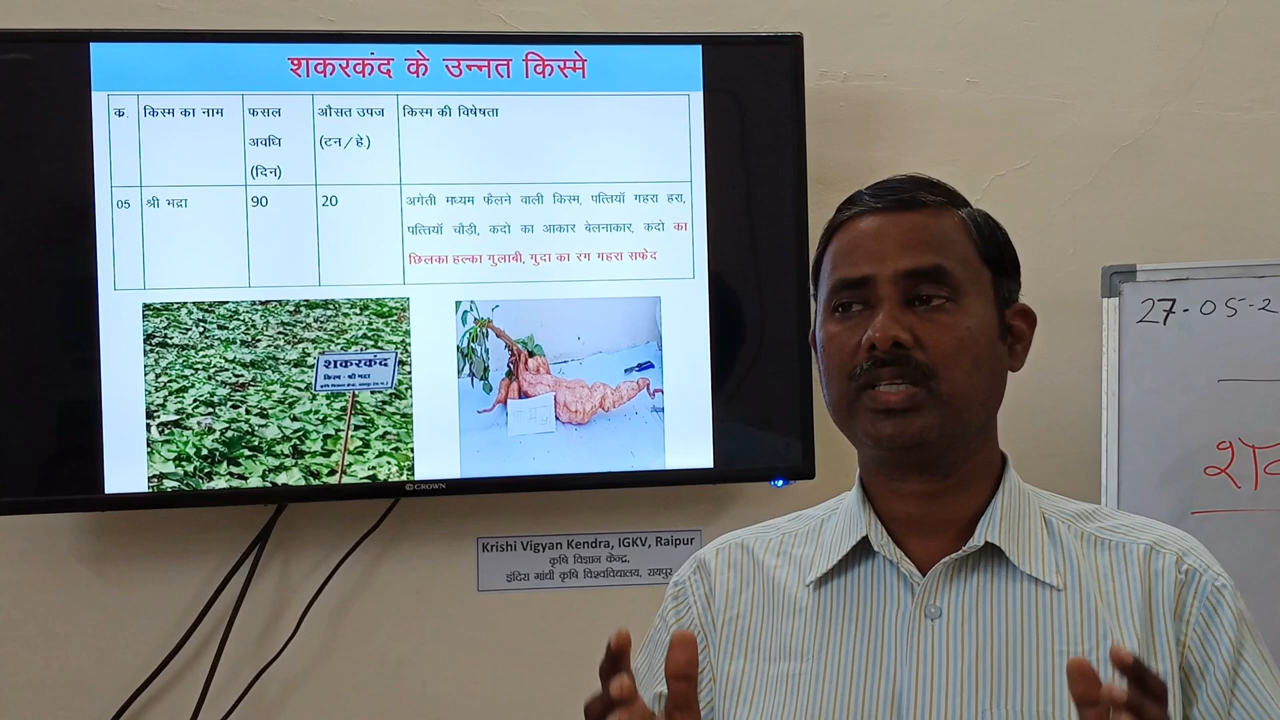 शकरकंद के उन्नत किस्मे
क. किस्म का नाम फसल अवधि (दिन) औसत उपज (टन/हे.) किस्म की विषेषता
05 श्री भद्रा 90 20 अगेती मध्यम फैलने वाली किस्म, पत्तियॉ गहरा हरा,
पत्तियॉ चौड़ी, कंदो का आकार बेलनाकार, कंदो का
छिलका हल्का गुलाबी, गुदा का रंग गहरा सफेद
शकरकंद
किस्म - श्री भद्रा
CROWN
Krishi Vigyan Kendra, IGKV, Raipur
कृषि विज्ञान केन्द्र,
इंदिरा गांधी कृषि विश्वविद्यालय, रायपुर
27-05-2